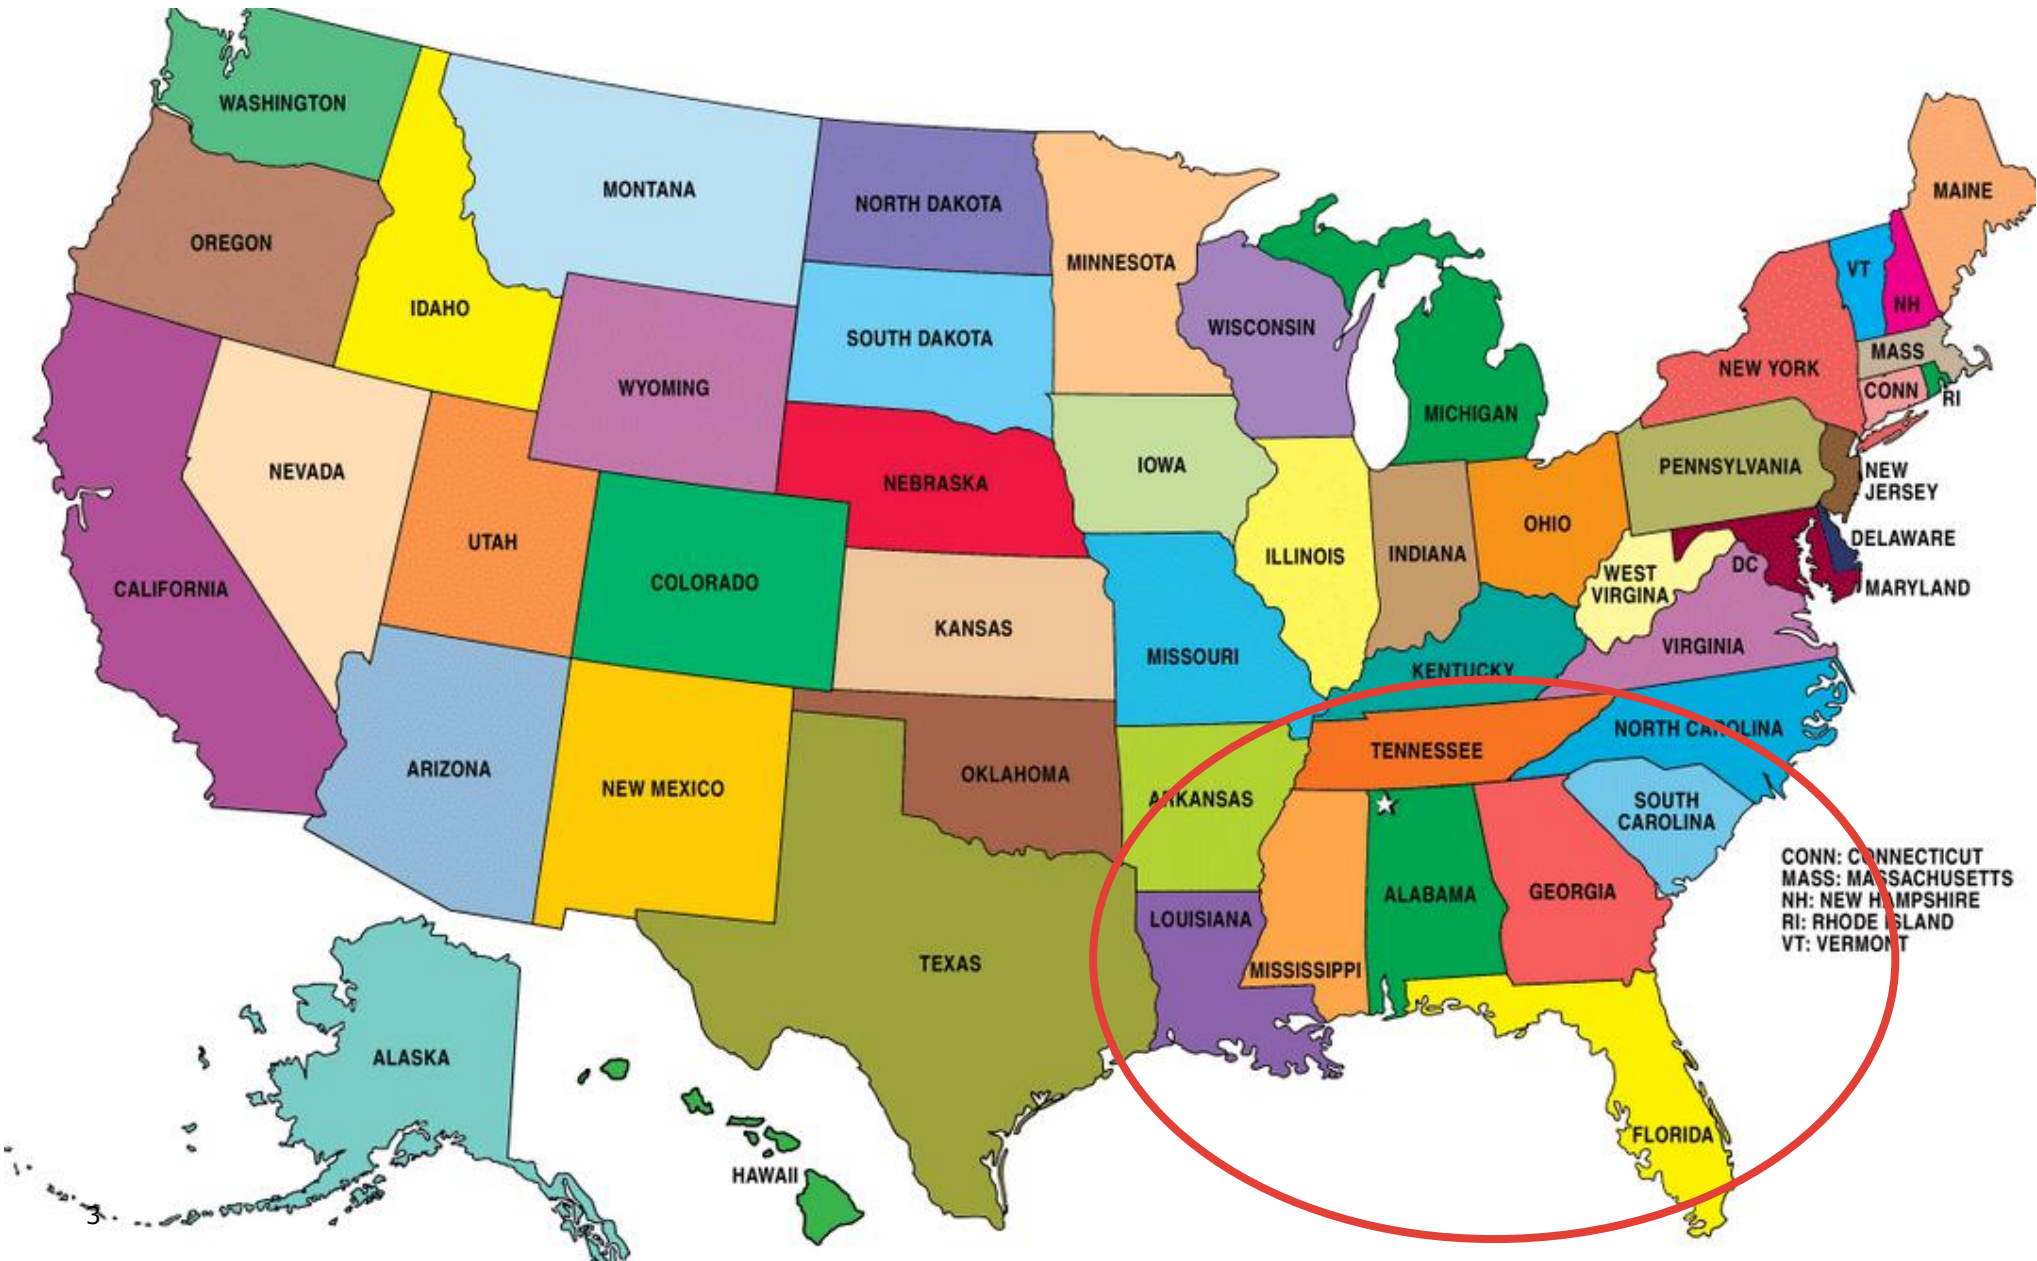 WASHINGTON
MONTANA
NORTH DAKOTA
MINNESOTA
MAINE
OREGON
IDAHO
VT
NH
WISCONSIN
SOUTH DAKOTA
MASS
NEW YORK
WYOMING
CONN
RI
MICHIGAN
NEVADA
NEBRASKA
IOWA
PENNSYLVANIA
NEW
JERSEY
UTAH
ILLINOIS
INDIANA
OHIO
DELAWARE
CALIFORNIA
COLORADO
WEST
VIRGINA
DC
MARYLAND
KANSAS
MISSOURI
VIRGINIA
KENTUCKY
ARIZONA
NEW MEXICO
OKLAHOMA
TENNESSEE
NORTH CAROLINA
ARKANSAS
SOUTH
CAROLINA
LOUISIANA
ALABAMA
GEORGIA
CONN: CONNECTICUT
MASS: MASSACHUSETTS
NH: NEW HAMPSHIRE
RI: RHODE ISLAND
VT: VERMONT
TEXAS
MISSISSIPPI
ALASKA
FLORIDA
HAWAII
3